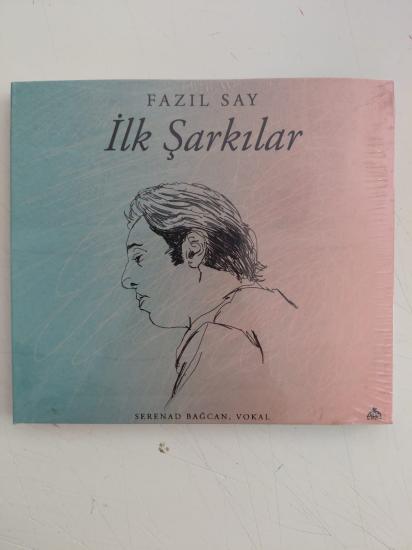 FAZIL SAY
İlk Şarkılar
SERENAD BAĞCAN, VOKAL